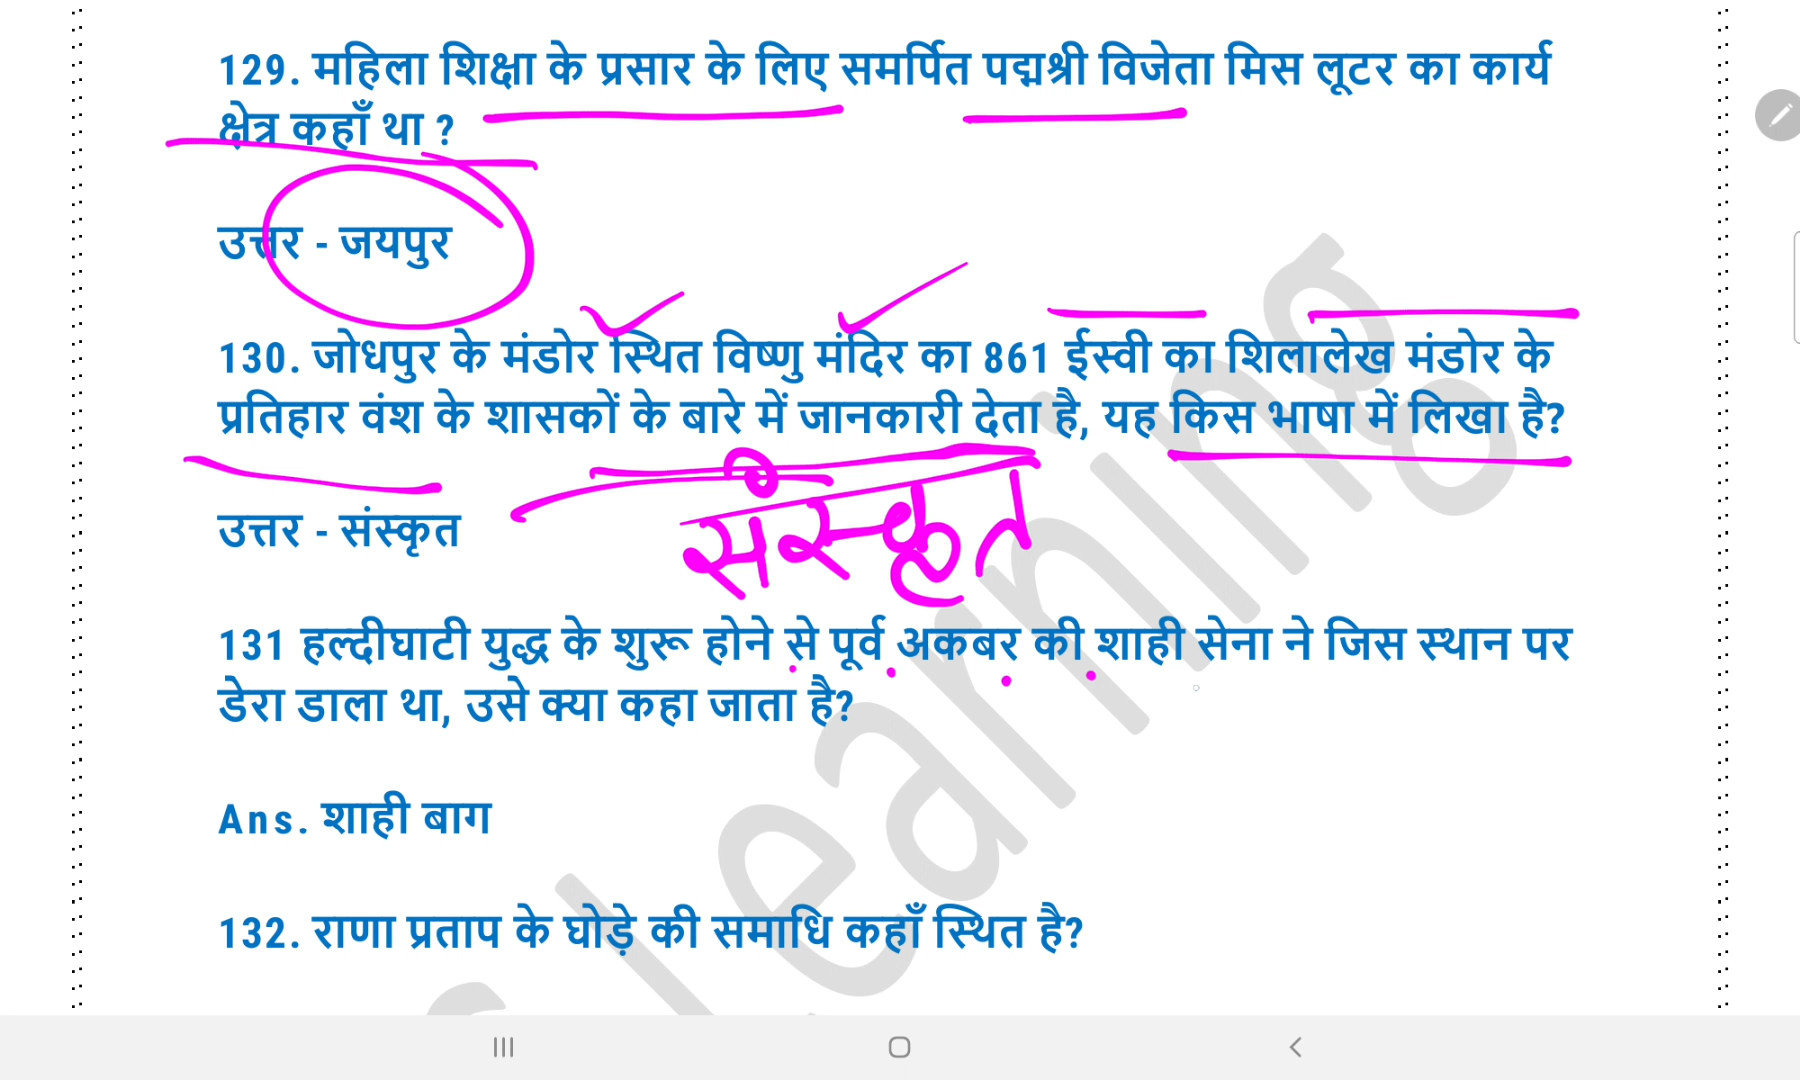 129. महिला शिक्षा के प्रसार के लिए समर्पित पद्मश्री विजेता मिस लूटर का कार्य
क्षेत्र कहाँ था ?
उत्तर - जयपुर
130. जोधपुर के मंडोर स्थित विष्णु मंदिर का 861 ईस्वी का शिलालेख मंडोर के
प्रतिहार वंश के शासकों के बारे में जानकारी देता है, यह किस भाषा में लिखा है?
उत्तर - संस्कृत
संस्कृत
131 हल्दीघाटी युद्ध के शुरू होने से पूर्व अकबर की शाही सेना ने जिस स्थान पर
डेरा डाला था, उसे क्या कहा जाता है?
Ans. शाही बाग
132. राणा प्रताप के घोड़े की समाधि कहाँ स्थित है?
Learning